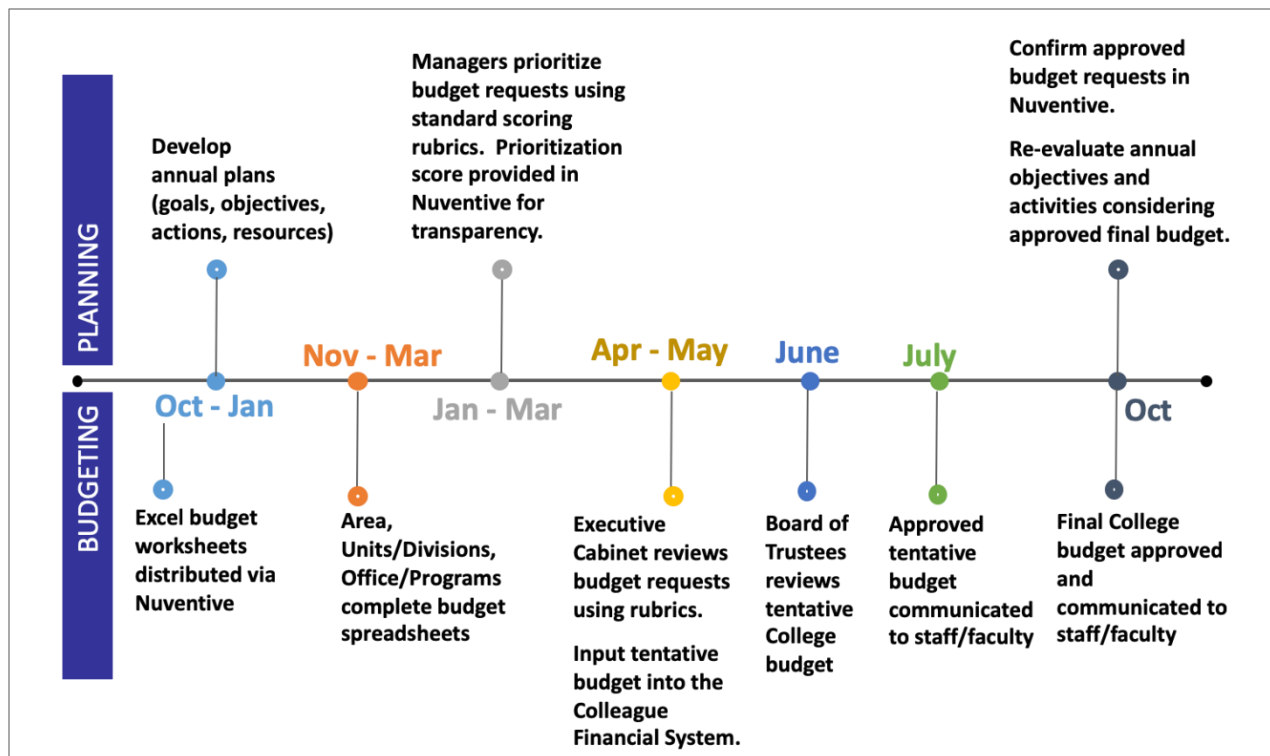 PLANNING
Develop
annual plans
(goals, objectives,
actions, resources)
Managers prioritize
budget requests using
standard scoring
rubrics.  Prioritization
score provided in
Nuventive for
transparency.
Confirm approved
budget requests in
Nuventive.
Re-evaluate annual
objectives and
activities considering
approved final budget.
Oct - Jan
Nov - Mar
Jan - Mar
Apr - May
June
July
Oct
BUDGETING
Excel budget
worksheets
distributed via
Nuventive
Area,
Units/Divisions,
Office/Programs
complete budget
spreadsheets
Executive
Cabinet reviews
budget requests
using rubrics.
Input tentative
budget into the
Colleague
Financial System.
Board of
Trustees
reviews
tentative
College
budget
Approved
tentative
budget
communicated
to staff/faculty
Final College
budget approved
and
communicated to
staff/faculty